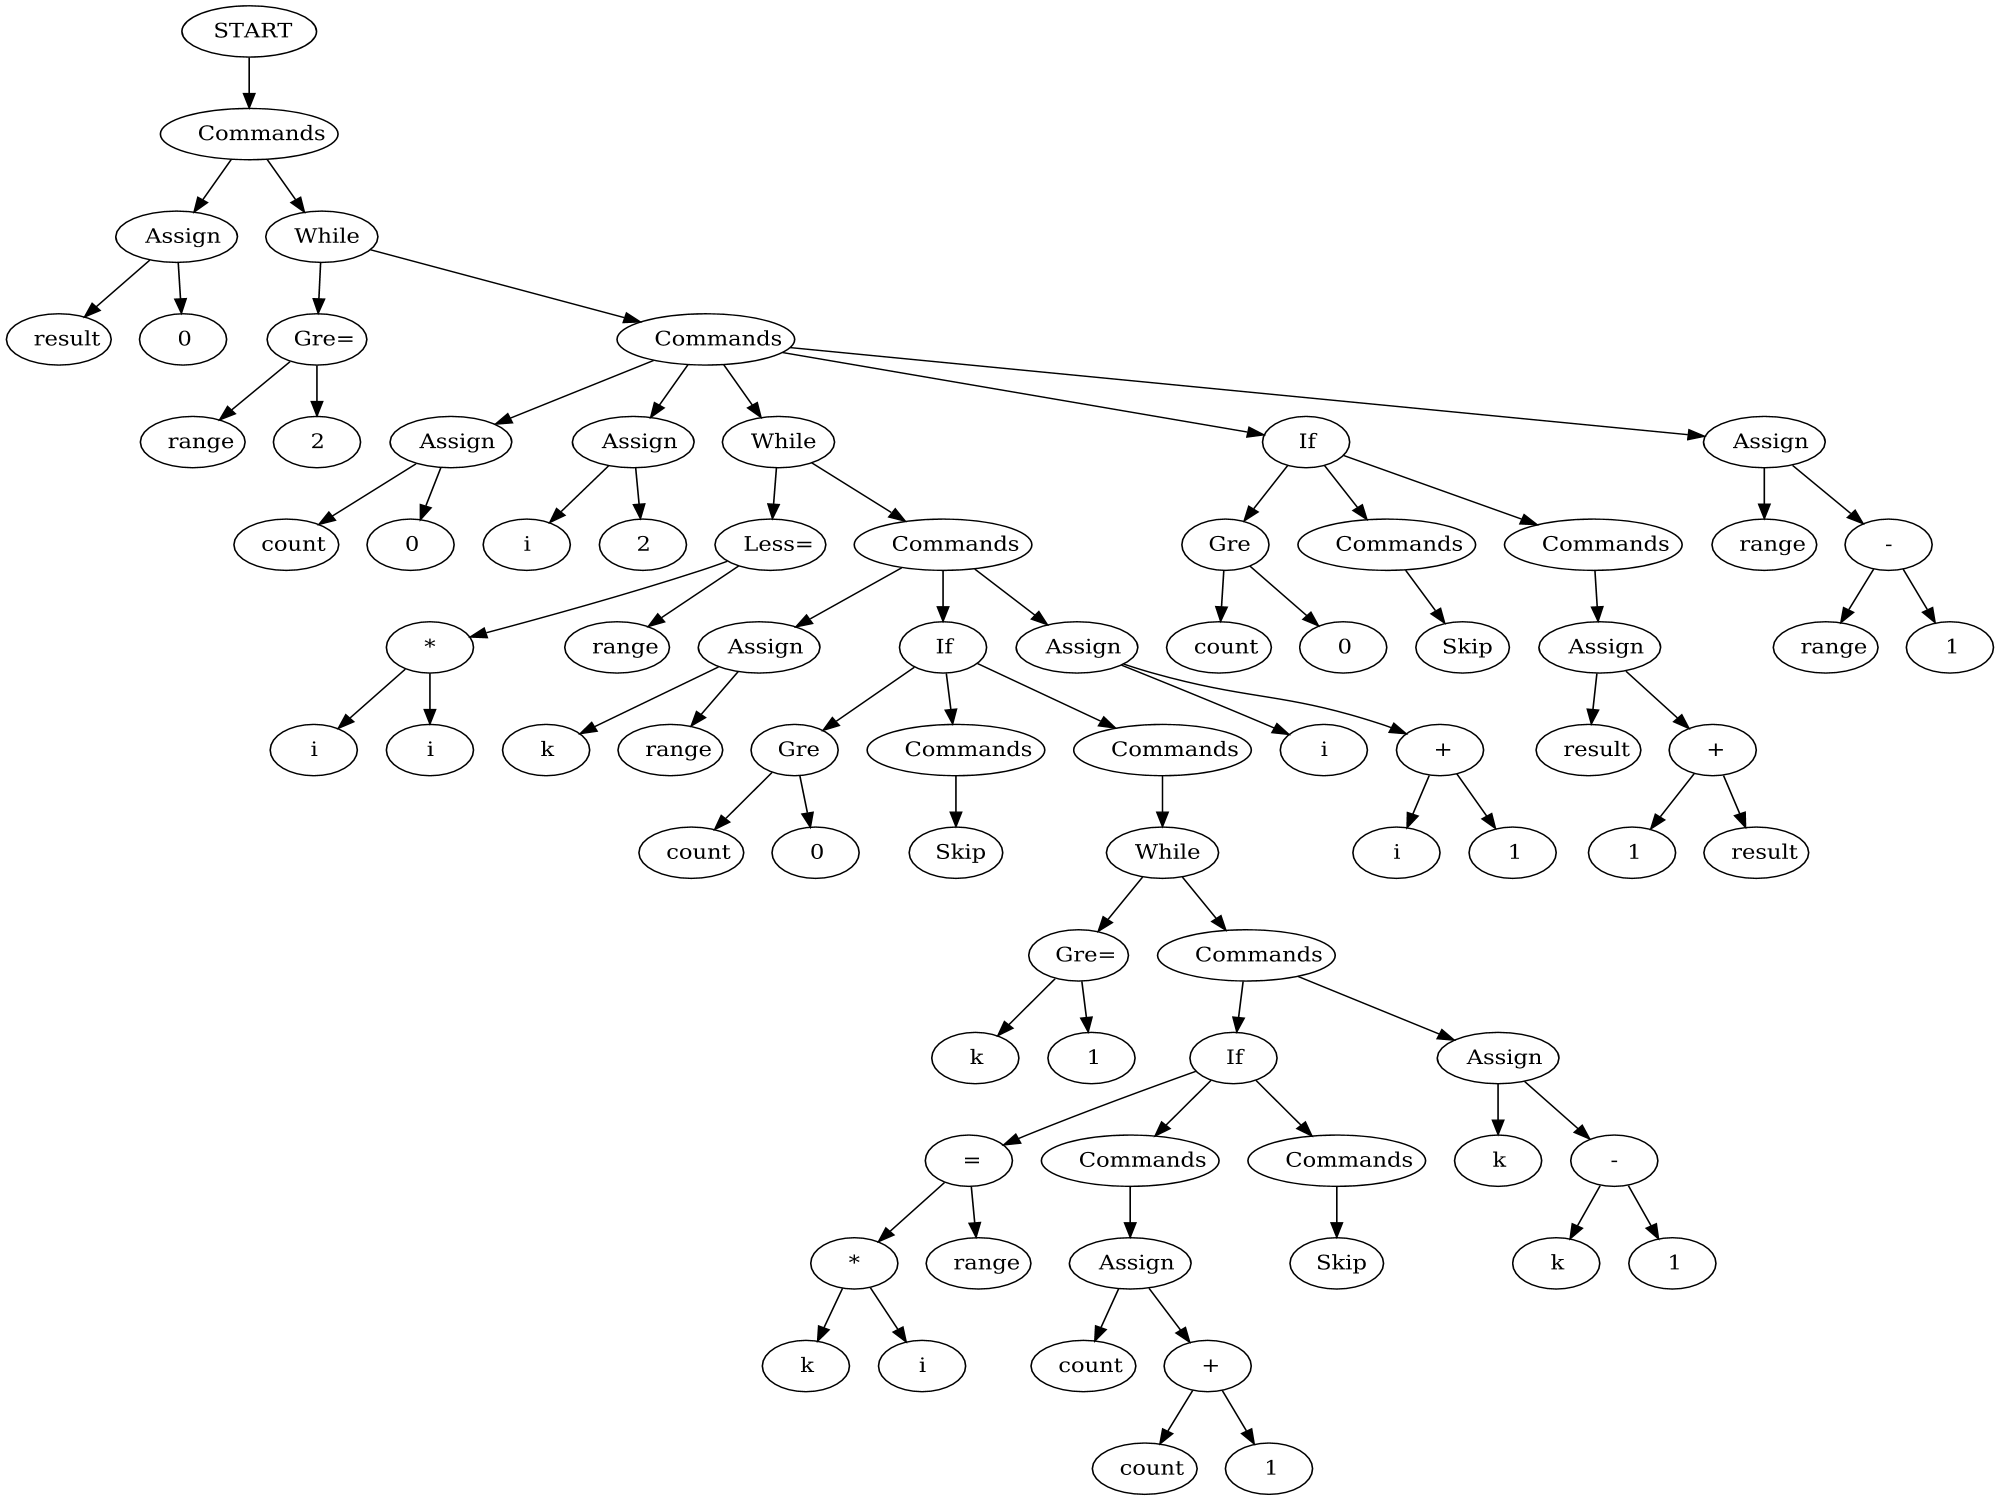 START
Commands
Assign While
result 0 Gre= Commands
range 2 Assign Assign While If Assign
count 0 i 2 Less= Commands Gre Commands Commands range -
* range Assign If Assign count 0 Skip Assign range 1
i i k range Gre Commands Commands i + result +
count 0 Skip While i 1 1 result
Gre= Commands
k 1 If Assign
= Commands Commands k -
* range Assign Skip k 1
k i count +
count 1